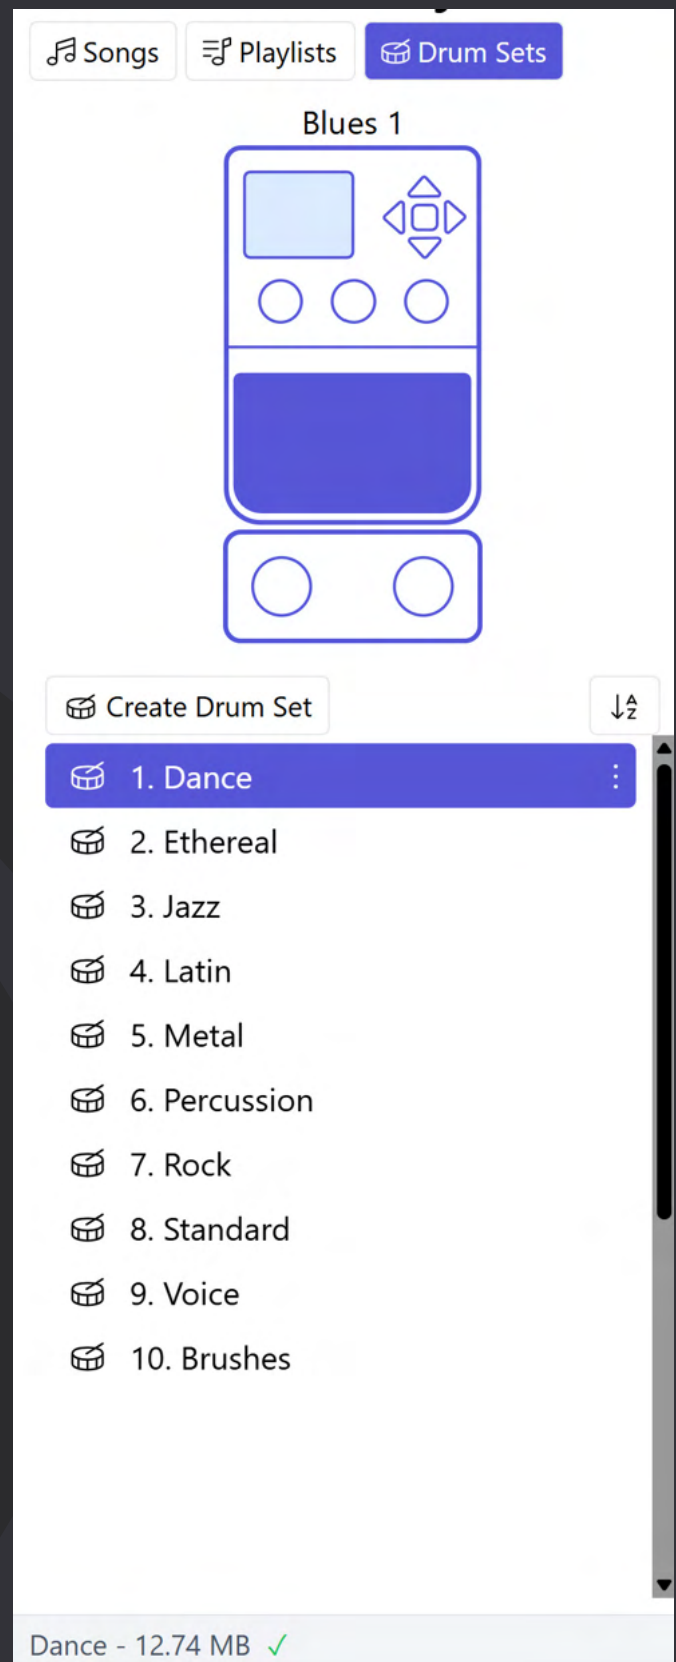 Songs Playlists Drum Sets
Blues 1
Create Drum Set
1. Dance
2. Ethereal
3. Jazz
4. Latin
5. Metal
6. Percussion
7. Rock
8. Standard
9. Voice
10. Brushes
Dance - 12.74 MB ✓